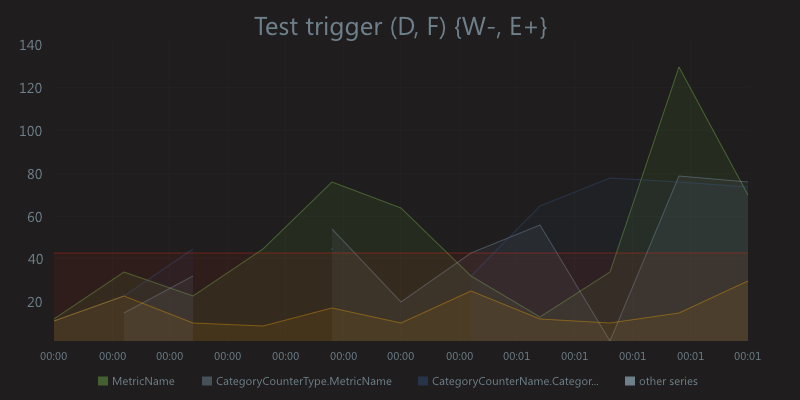 Test trigger (D, F) {W-, E+}
140
120
100
80
60
40
20
00:00 00:00 00:00 00:00 00:00 00:00 00:00 00:00 00:01 00:01 00:01 00:01 00:01
MetricName CategoryCounterType.MetricName CategoryCounterName.Categor... other series